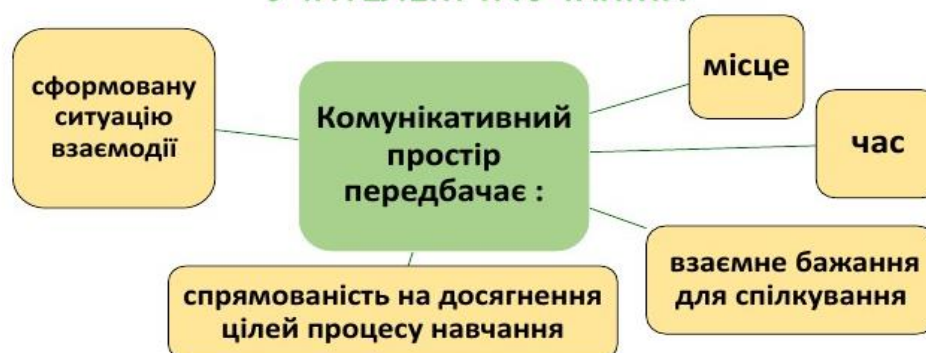 сформовану
ситуацію
взаємодії
Комунікативний
простір
передбачає :
місце
час
взаємне бажання
для спілкування
спрямованість на досягнення
цілей процесу навчання